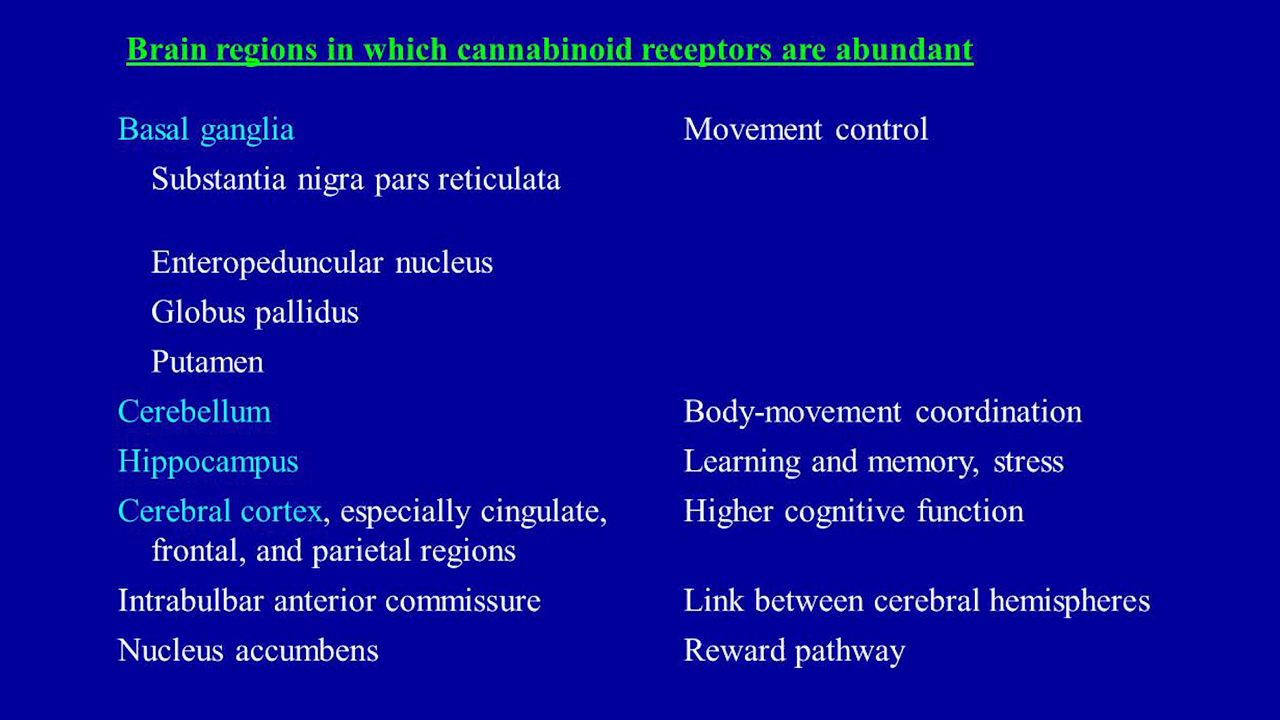 Brain regions in which cannabinoid receptors are abundant
Basal ganglia Movement control
Substantia nigra pars reticulata
Enteropeduncular nucleus
Globus pallidus
Putamen
Cerebellum Body-movement coordination
Hippocampus Learning and memory, stress
Cerebral cortex, especially cingulate, Higher cognitive function
frontal, and parietal regions
Intrabulbar anterior commissure Link between cerebral hemispheres
Nucleus accumbens Reward pathway